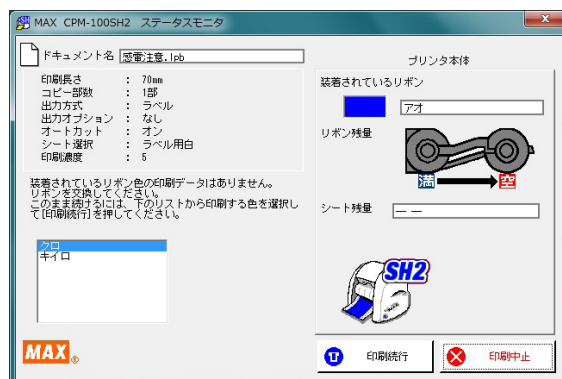 MAX CPM-100SH2 ステータスモニタ
ドキュメント名 感電注意.lpb
印刷長さ : 70mm
コピー部数 : 1部
出力方式 : ラベル
出力オプション : なし
オートカット : オン
シート選択 : ラベル用白
印刷濃度 : 5
装着されているリボン色の印刷データはありません。
リボンを交換してください。
このまま続けるには、下のリストから印刷する色を選択し
て[印刷続行]を押してください。
クロ
キイロ
MAX®
プリンタ本体
装着されているリボン
アオ
リボン残量
満 空
シート残量 — —
SH2
印刷続行 印刷中止